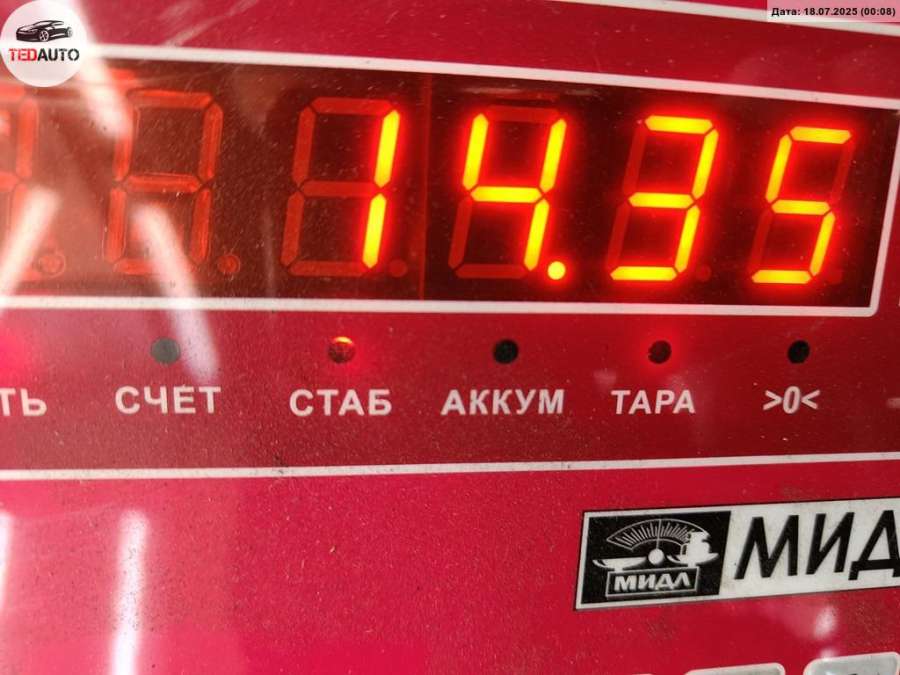 TEDAUTO
Дата: 18.07.2025 (00:08)
14.35
СЧЕТ СТАБ АККУМ ТАРА >0<
МИДЛ